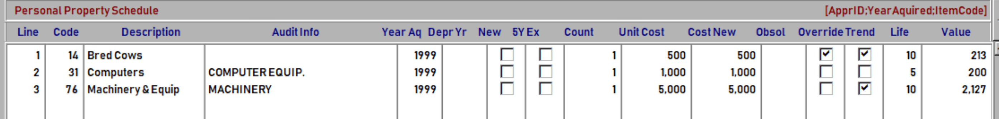 Personal Property Schedule [ApprID;YearAquired;ItemCode]
Line Code Description Audit Info Year Aq Depr Yr New 5Y Ex Count Unit Cost Cost New Obsol Override Trend Life Value
1 14 Bred Cows 1999 1 500 500 10 213
2 31 Computers COMPUTER EQUIP. 1999 1 1,000 1,000 5 200
3 76 Machinery & Equip MACHINERY 1999 1 5,000 5,000 10 2,127